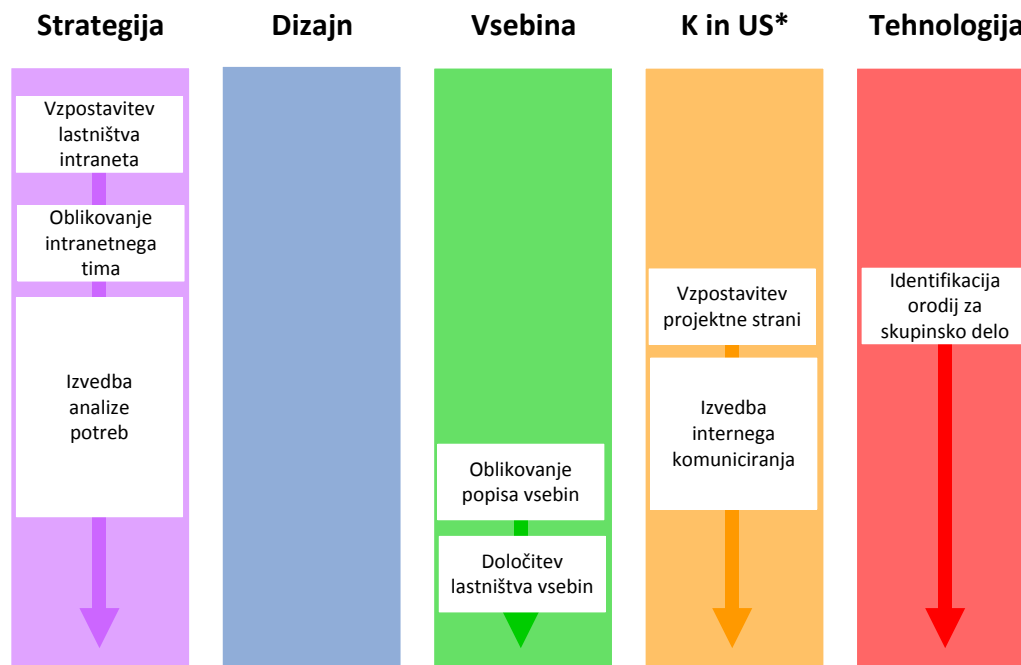 Strategija
Dizajn
Vsebina
K in US*
Tehnologija
Vzpostavitev
lastništva
intraneta
Oblikovanje
intranetnega
tima
Izvedba
analize
potreb
Oblikovanje
popisa vsebin
Določitev
lastništva vsebin
Vzpostavitev
projektne strani
Izvedba
internega
komuniciranja
Identifikacija
orodij za
skupinsko delo